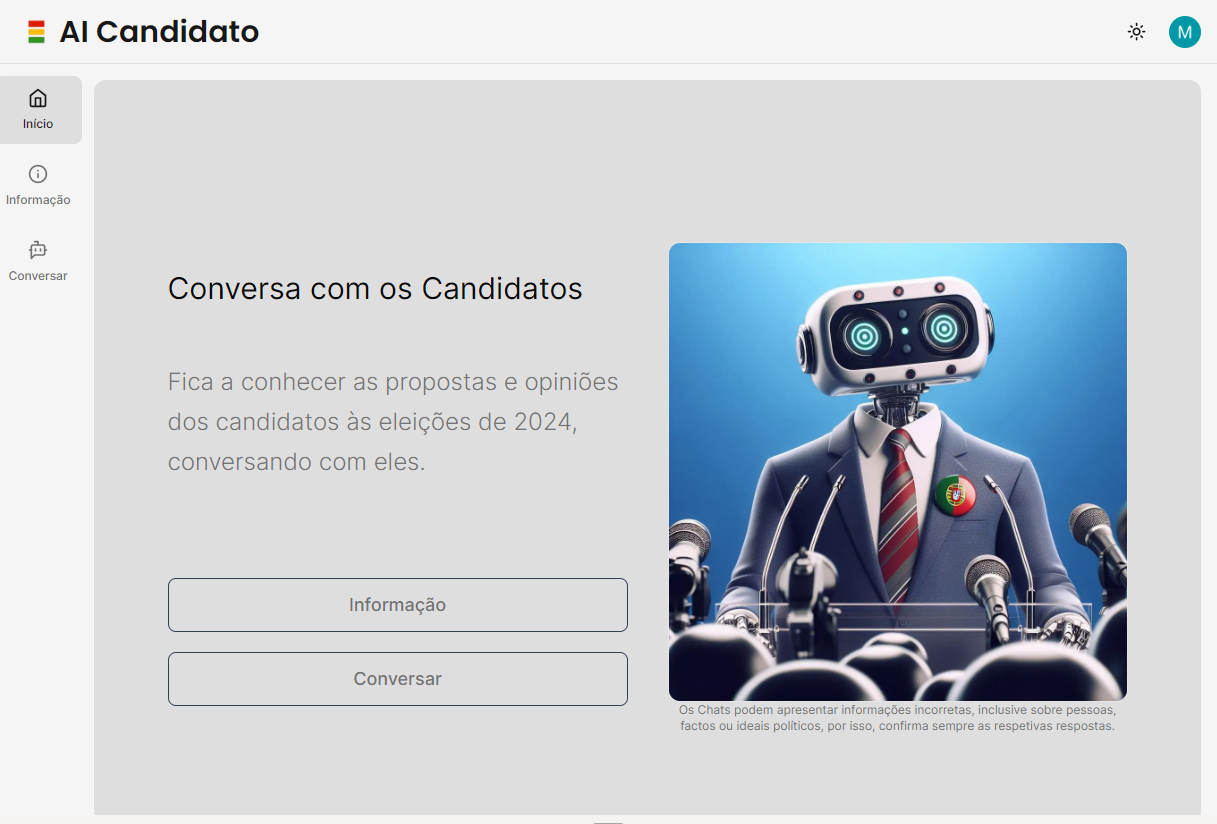 AI Candidato
M
Início
Informação
Conversar
Conversa com os Candidatos
Fica a conhecer as propostas e opiniões
dos candidatos às eleições de 2024,
conversando com eles.
Informação
Conversar
Os Chats podem apresentar informações incorretas, inclusive sobre pessoas,
factos ou ideais políticos, por isso, confirma sempre as respetivas respostas.